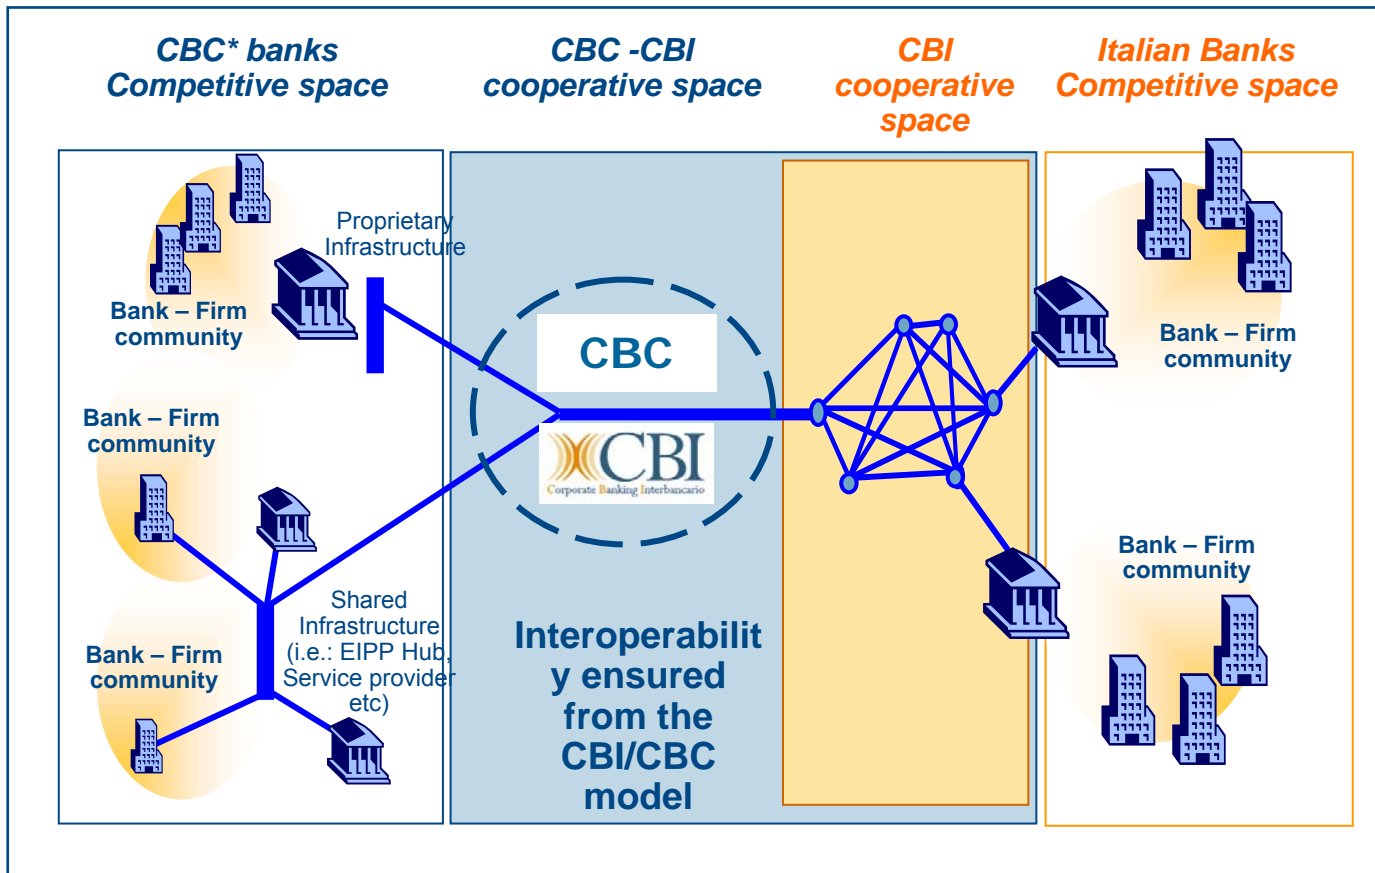 CBC* banks
Competitive space
CBC -CBI
cooperative space
CBI
cooperative
space
Italian Banks
Competitive space
Proprietary
Infrastructure
Bank – Firm
community
Bank – Firm
community
Shared
Infrastructure
(i.e.: EIPP Hub,
Service provider
etc)
Bank – Firm
community
CBC
CBI
Corporate Banking Interbancario
Interoperabilit
y ensured
from the
CBI/CBC
model
Bank – Firm
community
Bank – Firm
community